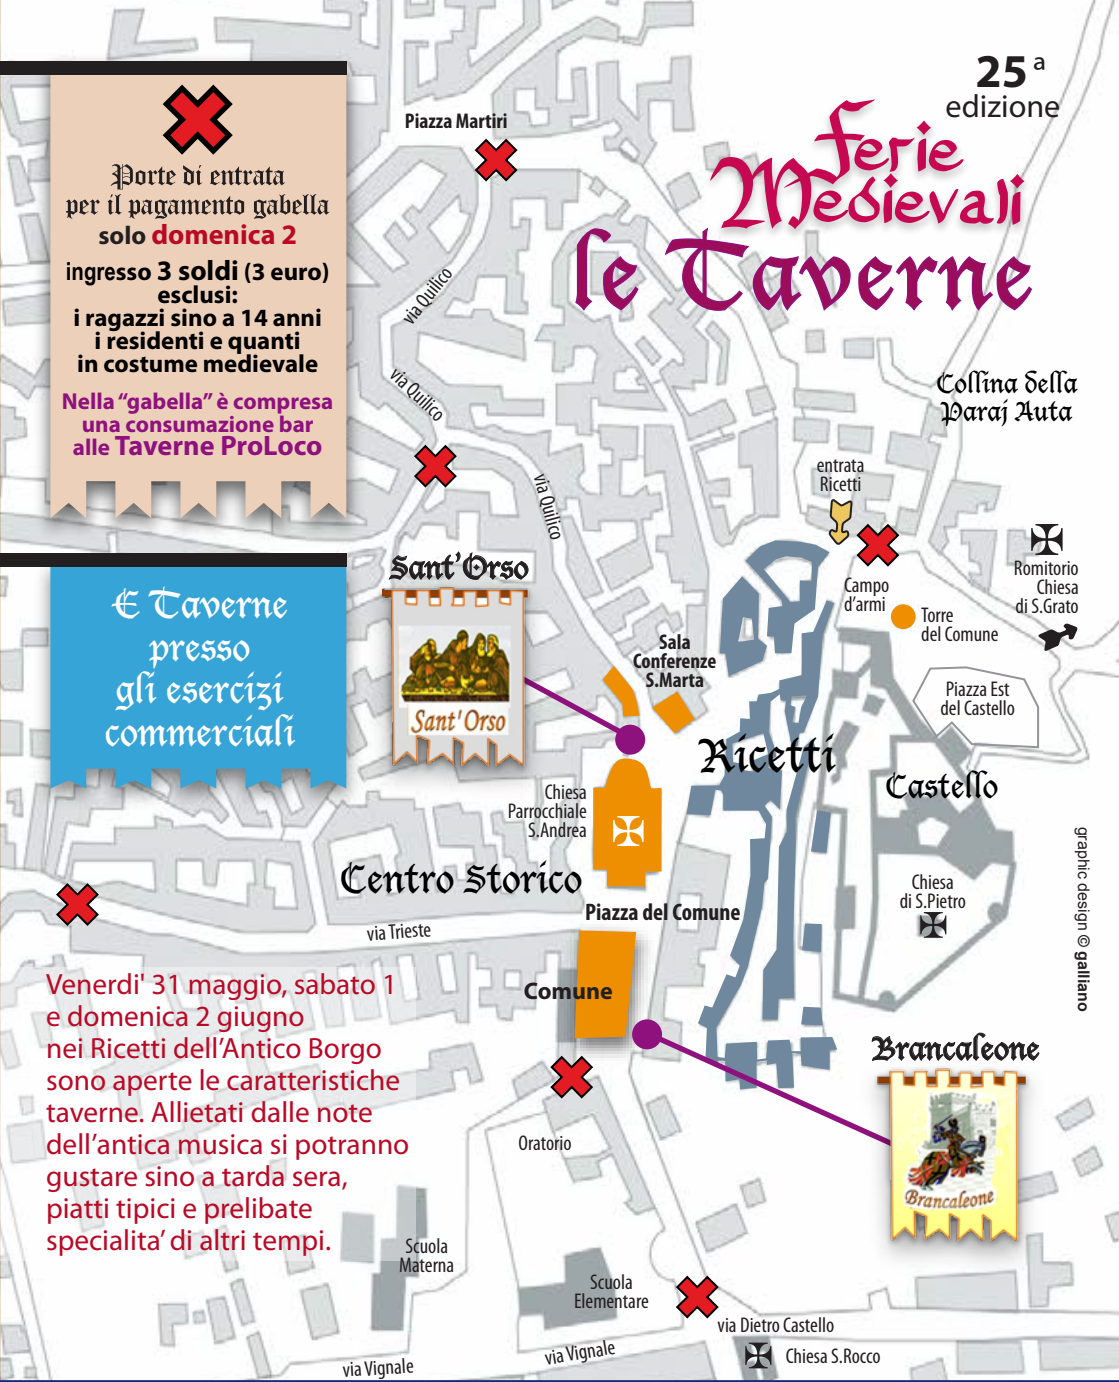 25ª
edizione
Ferie
Medievali
le Taverne
Porte di entrata
per il pagamento gabella
solo domenica 2
ingresso 3 soldi (3 euro)
esclusi:
i ragazzi sino a 14 anni
i residenti e quanti
in costume medievale
Nella “gabella” è compresa
una consumazione bar
alle Taverne ProLoco
E Taverne
presso
gli esercizi
commerciali
Piazza Martiri
via Quilico
via Quilico
via Quilico
Collina della
Paraj Auta
entrata
Ricetti
Campo
d’armi
Torre
del Comune
Romitorio
Chiesa
di S.Grato
Sant’Orso
Sant’Orso
Sala
Conferenze
S.Marta
Piazza Est
del Castello
Ricetti
Castello
Chiesa
Parrocchiale
S.Andrea
Centro Storico
Chiesa
di S.Pietro
Piazza del Comune
via Trieste
Comune
graphic design © galliano
Venerdi' 31 maggio, sabato 1
e domenica 2 giugno
nei Ricetti dell’Antico Borgo
sono aperte le caratteristiche
taverne. Allietati dalle note
dell’antica musica si potranno
gustare sino a tarda sera,
piatti tipici e prelibate
specialita’ di altri tempi.
Brancaleone
Brancaleone
Oratorio
Scuola
Materna
Scuola
Elementare
via Dietro Castello
via Vignale
via Vignale
Chiesa S.Rocco